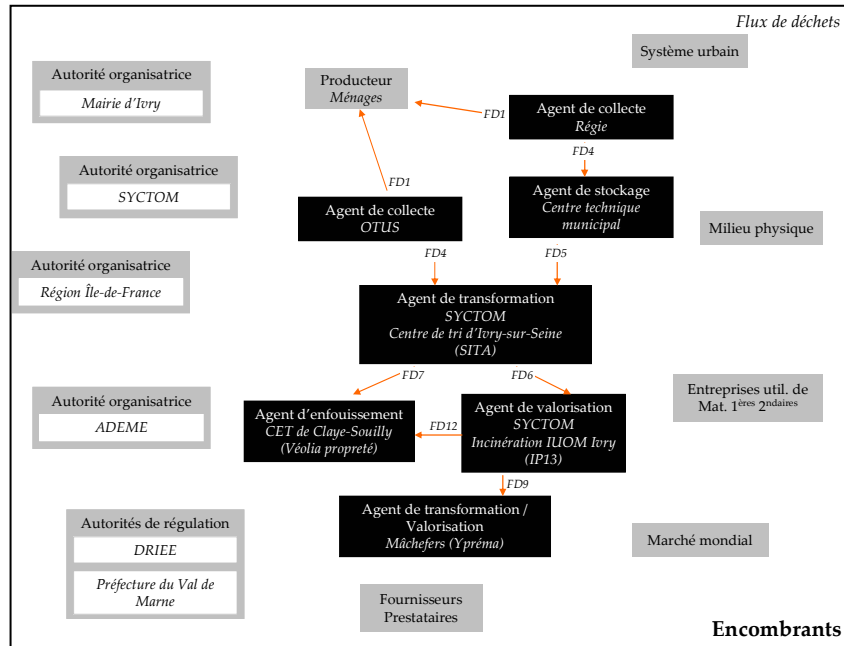 Flux de déchets
Système urbain
Autorité organisatrice
Mairie d'Ivry
Producteur
Ménages
FD1
Agent de collecte
Régie
FD4
Autorité organisatrice
SYCTOM
FD1
Agent de collecte
OTUS
Agent de stockage
Centre technique
municipal
Milieu physique
FD4
FD5
Autorité organisatrice
Région Île-de-France
Agent de transformation
SYCTOM
Centre de tri d'Ivry-sur-Seine
(SITA)
FD7
FD6
Autorité organisatrice
ADEME
Agent d'enfouissement
CET de Claye-Souilly
(Véolia propreté)
FD12
Agent de valorisation
SYCTOM
Incinération IUOM Ivry
(IP13)
Entreprises util. de
Mat. 1ères 2ndaires
FD9
Autorités de régulation
DRIEE
Préfecture du Val de
Marne
Agent de transformation /
Valorisation
Mâchefers (Ypréma)
Marché mondial
Fournisseurs
Prestataires
Encombrants